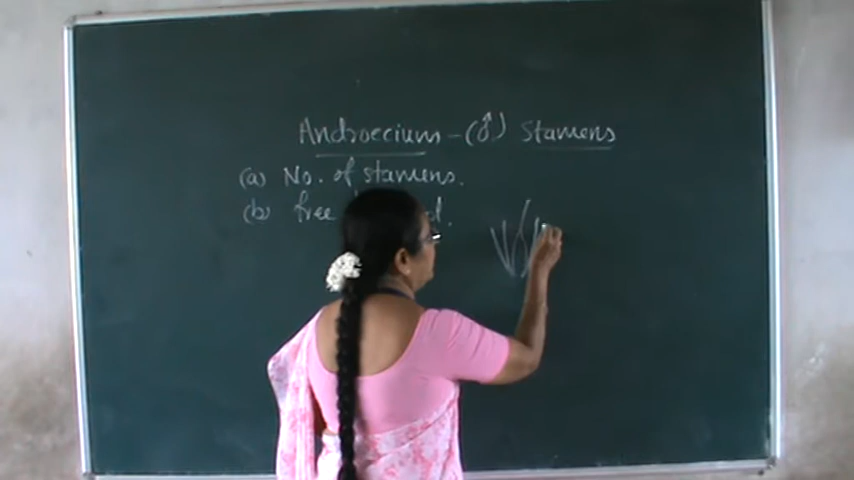 Androecium - (♂) Stamens
(a) No. of stamens.
(b) free